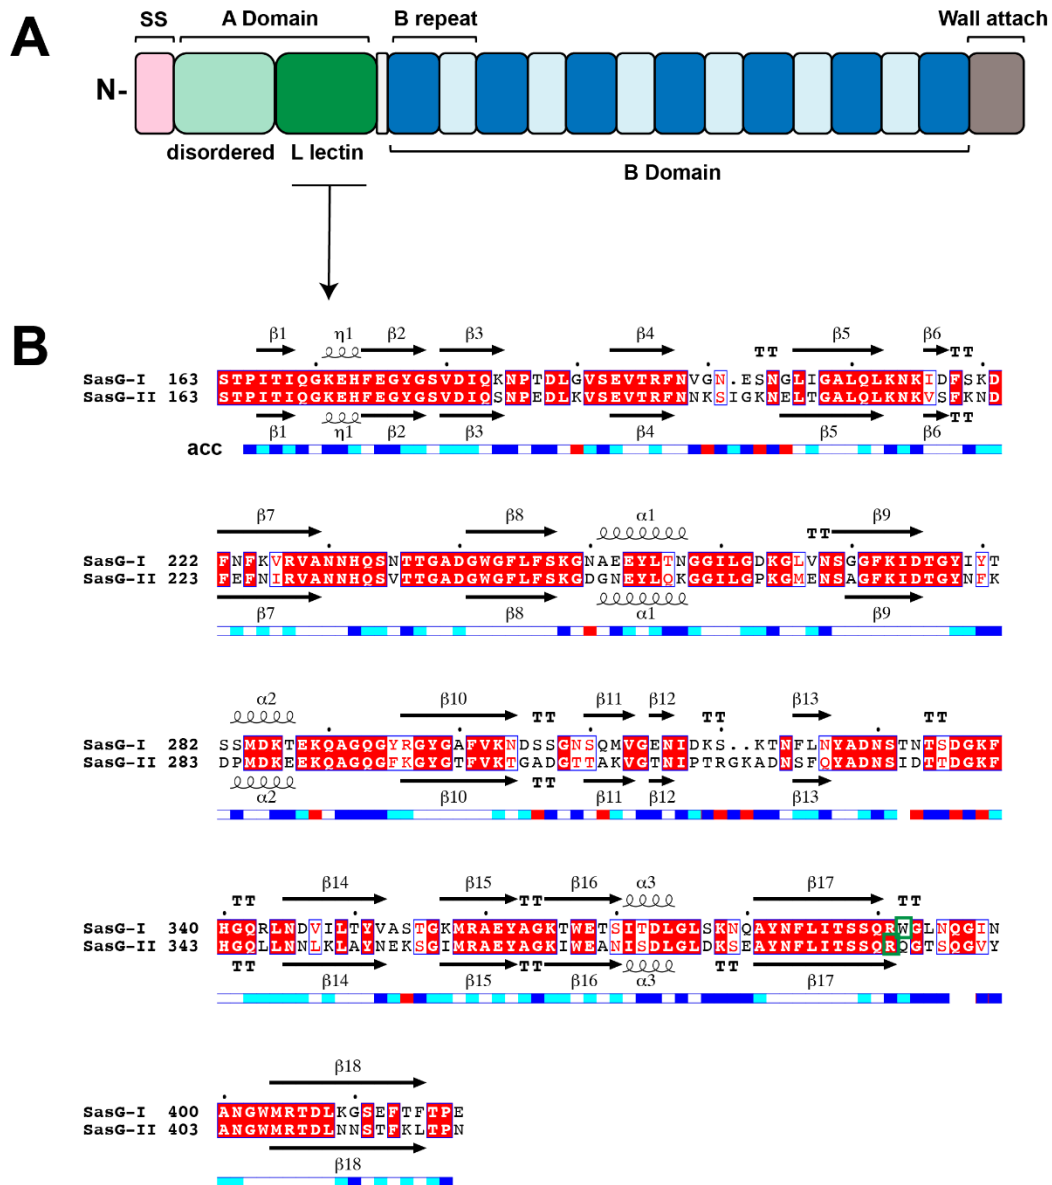 A
SS
A Domain
B repeat
Wall attach
N-
disordered
L lectin
B Domain
B
β1 η1 β2 β3 β4 TT β5 β6 TT
SasG-I 163 STPITIQGKEHFEGYGSVDIQKNPTDLGVSEVTRFNVGN.ESNGLIGALQLKNKIDFSKD
SasG-II 163 STPITIQGKEHFEGYGSVDIQSNPEDLKVSEVTRFNNKSIGKNELTGALQLKNKVSFKND
β1 η1 β2 β3 β4 β5 β6 TT
acc
β7 β8 α1 TT β9
SasG-I 222 FNFKVRVANNHQSNTTGADGWGFLFSKGNAEEYLTNGGILGDKGLVNSGGFKIDTGYIYT
SasG-II 223 FEFNIRVANNHQSVTTGADGWGFLFSKGDGNEYLQKGGILGPKGMENSAGFKIDTGYNFK
β7 β8 α1 β9
α2 β10 TT β11 β12 TT β13 TT
SasG-I 282 SSMDKTEKQAGQGYRGYGAFVKNDSSGNSQMVGENIDKS..KTNFLNYADNSTNTSDGKF
SasG-II 283 DPMDKEEKQAGQGFKGYGTFVKTGADGTTAKVGTNIPTRGKADNSFQYADNSIDTTDGKF
α2 β10 TT β11 β12 β13
TT β14 β15 TT β16 α3 β17 TT
SasG-I 340 HGQRLNDVILTYVASTGKMRAEYAGKTWETSITDLGLSKNQAYNFLITSSQRWGLNQGIN
SasG-II 343 HGQLLNNLKLAYNEKSGIMRAEYAGKIWEANISDLGLDKSEAYNFLITSSQRQGTSQGVY
TT β14 β15 TT β16 α3 TT β17
β18
SasG-I 400 ANGWMRTDLKGSEFTFTPE
SasG-II 403 ANGWMRTDLNNSTFKLTPN
β18